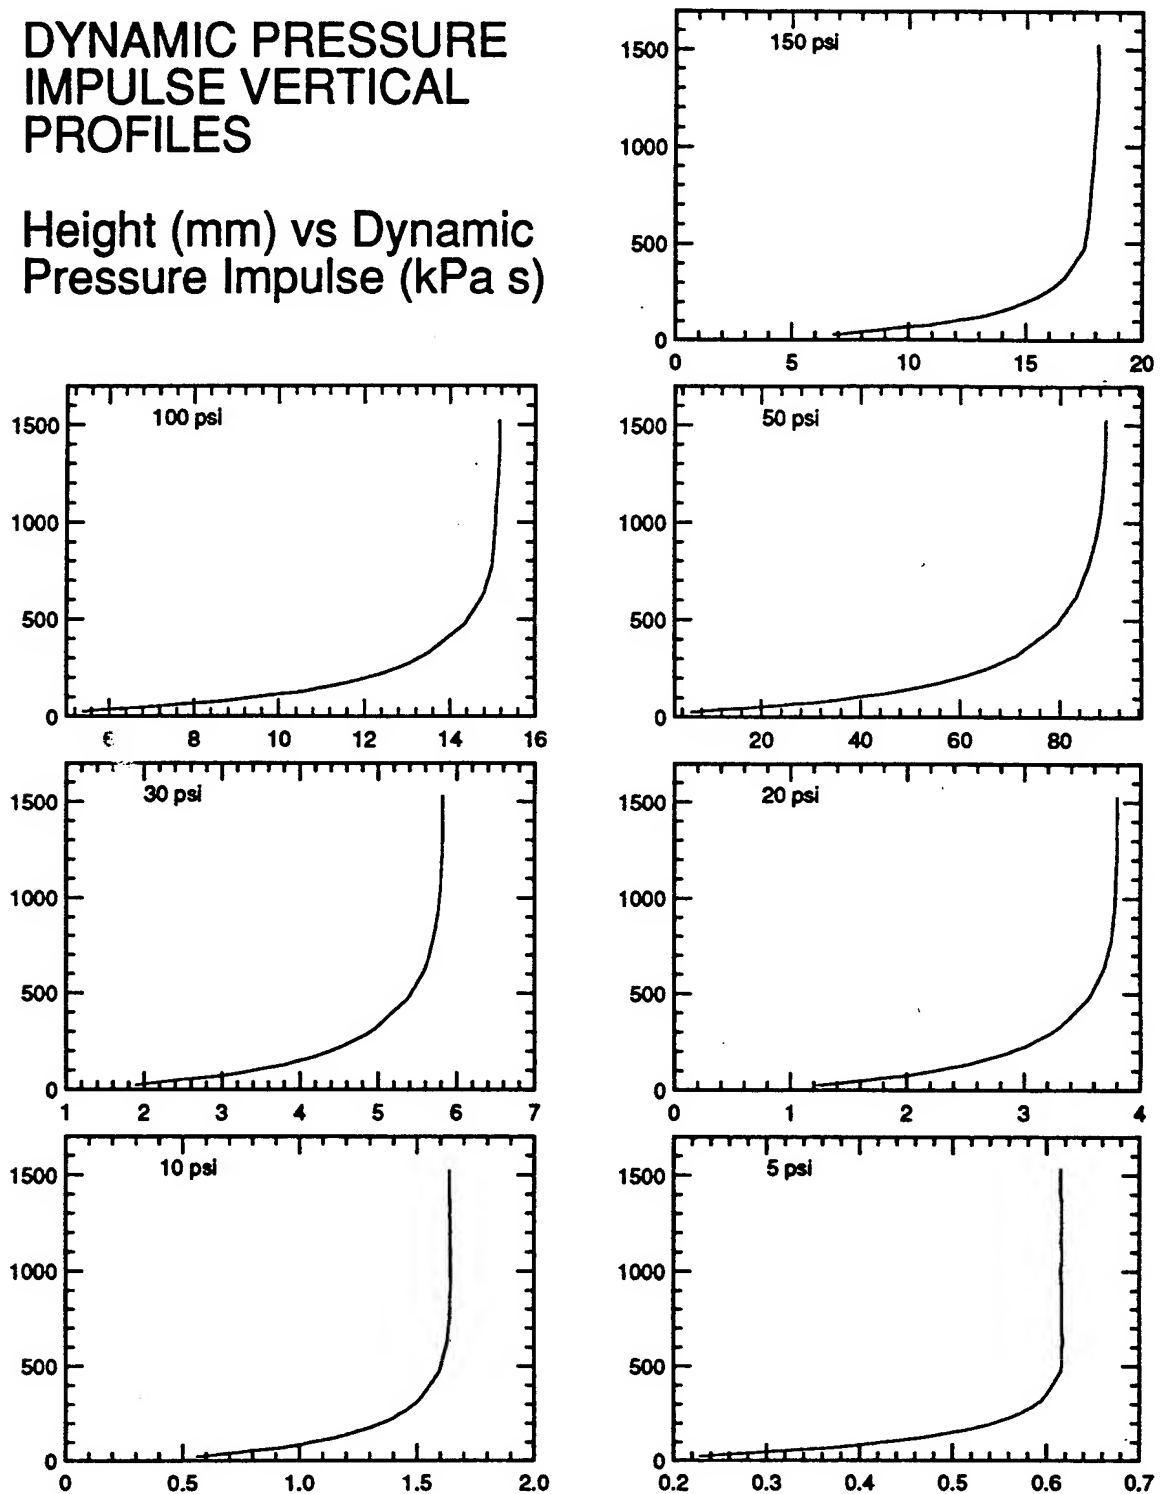 DYNAMIC PRESSURE
IMPULSE VERTICAL
PROFILES
Height (mm) vs Dynamic
Pressure Impulse (kPa s)
150 psi
1500
1000
500
0
0 5 10 15 20
100 psi
1500
1000
500
0
8 10 12 14 16
50 psi
1500
1000
500
0
20 40 60 80
30 psi
1500
1000
500
0
1 2 3 4 5 6 7
20 psi
1500
1000
500
0
0 1 2 3 4
10 psi
1500
1000
500
0
0 0.5 1.0 1.5 2.0
5 psi
1500
1000
500
0
0.2 0.3 0.4 0.5 0.6 0.7